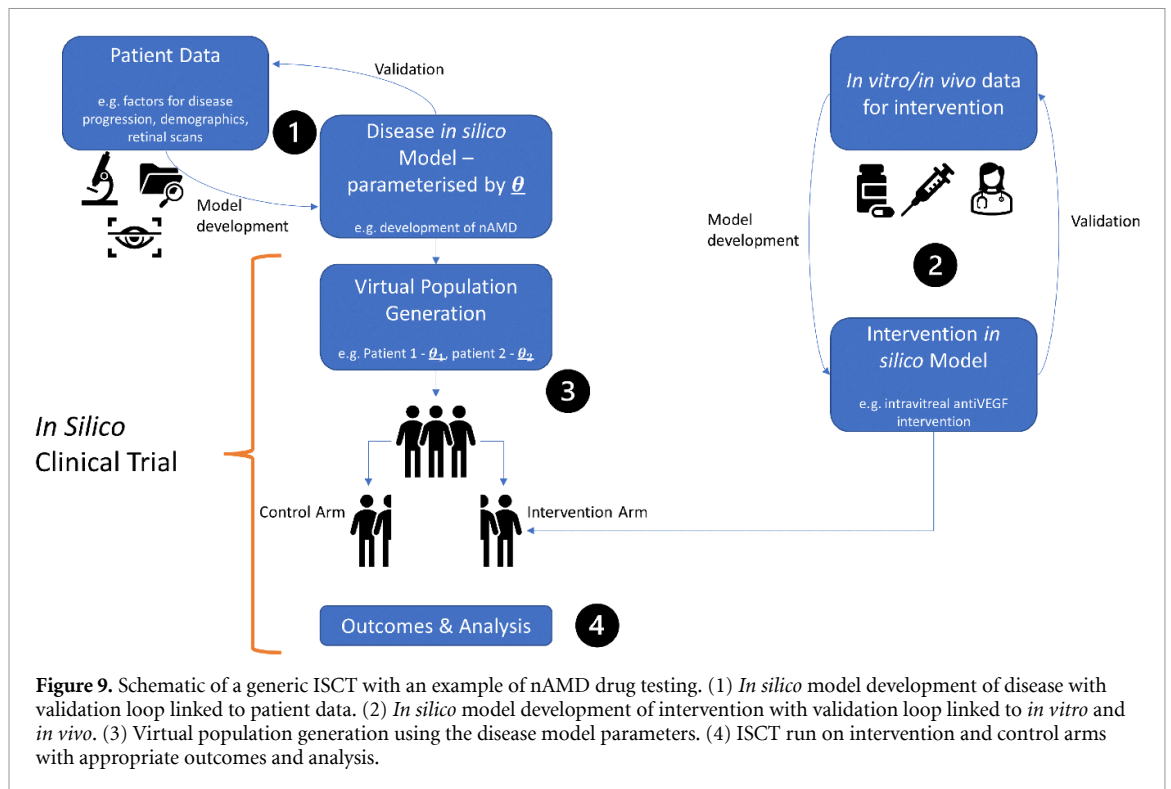 Patient Data
e.g. factors for disease
progression, demographics,
retinal scans
Validation
1
Disease in silico
Model –
parameterised by θ
e.g. development of nAMD
Model
development
In vitro/in vivo data
for intervention
Model
development
Validation
2
Intervention in
silico Model
e.g. intravitreal antiVEGF
intervention
Virtual Population
Generation
e.g. Patient 1 - θ1, patient 2 - θ2
3
In Silico
Clinical Trial
Control Arm
Intervention Arm
Outcomes & Analysis
4
Figure 9. Schematic of a generic ISCT with an example of nAMD drug testing. (1) In silico model development of disease with
validation loop linked to patient data. (2) In silico model development of intervention with validation loop linked to in vitro and
in vivo. (3) Virtual population generation using the disease model parameters. (4) ISCT run on intervention and control arms
with appropriate outcomes and analysis.